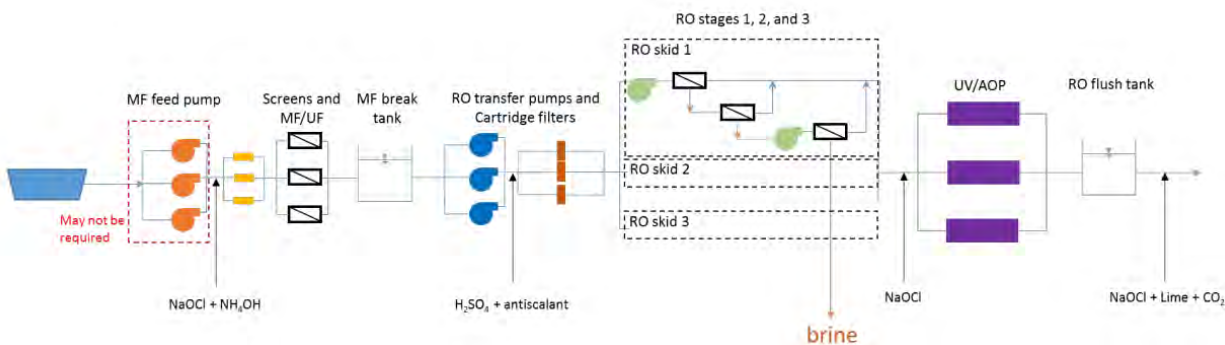 RO stages 1, 2, and 3
RO skid 1
MF feed pump
Screens and
MF/UF
MF break
tank
RO transfer pumps and
Cartridge filters
UV/AOP
RO flush tank
RO skid 2
May not be
required
RO skid 3
NaOCl + NH₄OH
H₂SO₄ + antiscalant
NaOCl
NaOCl + Lime + CO₂
brine